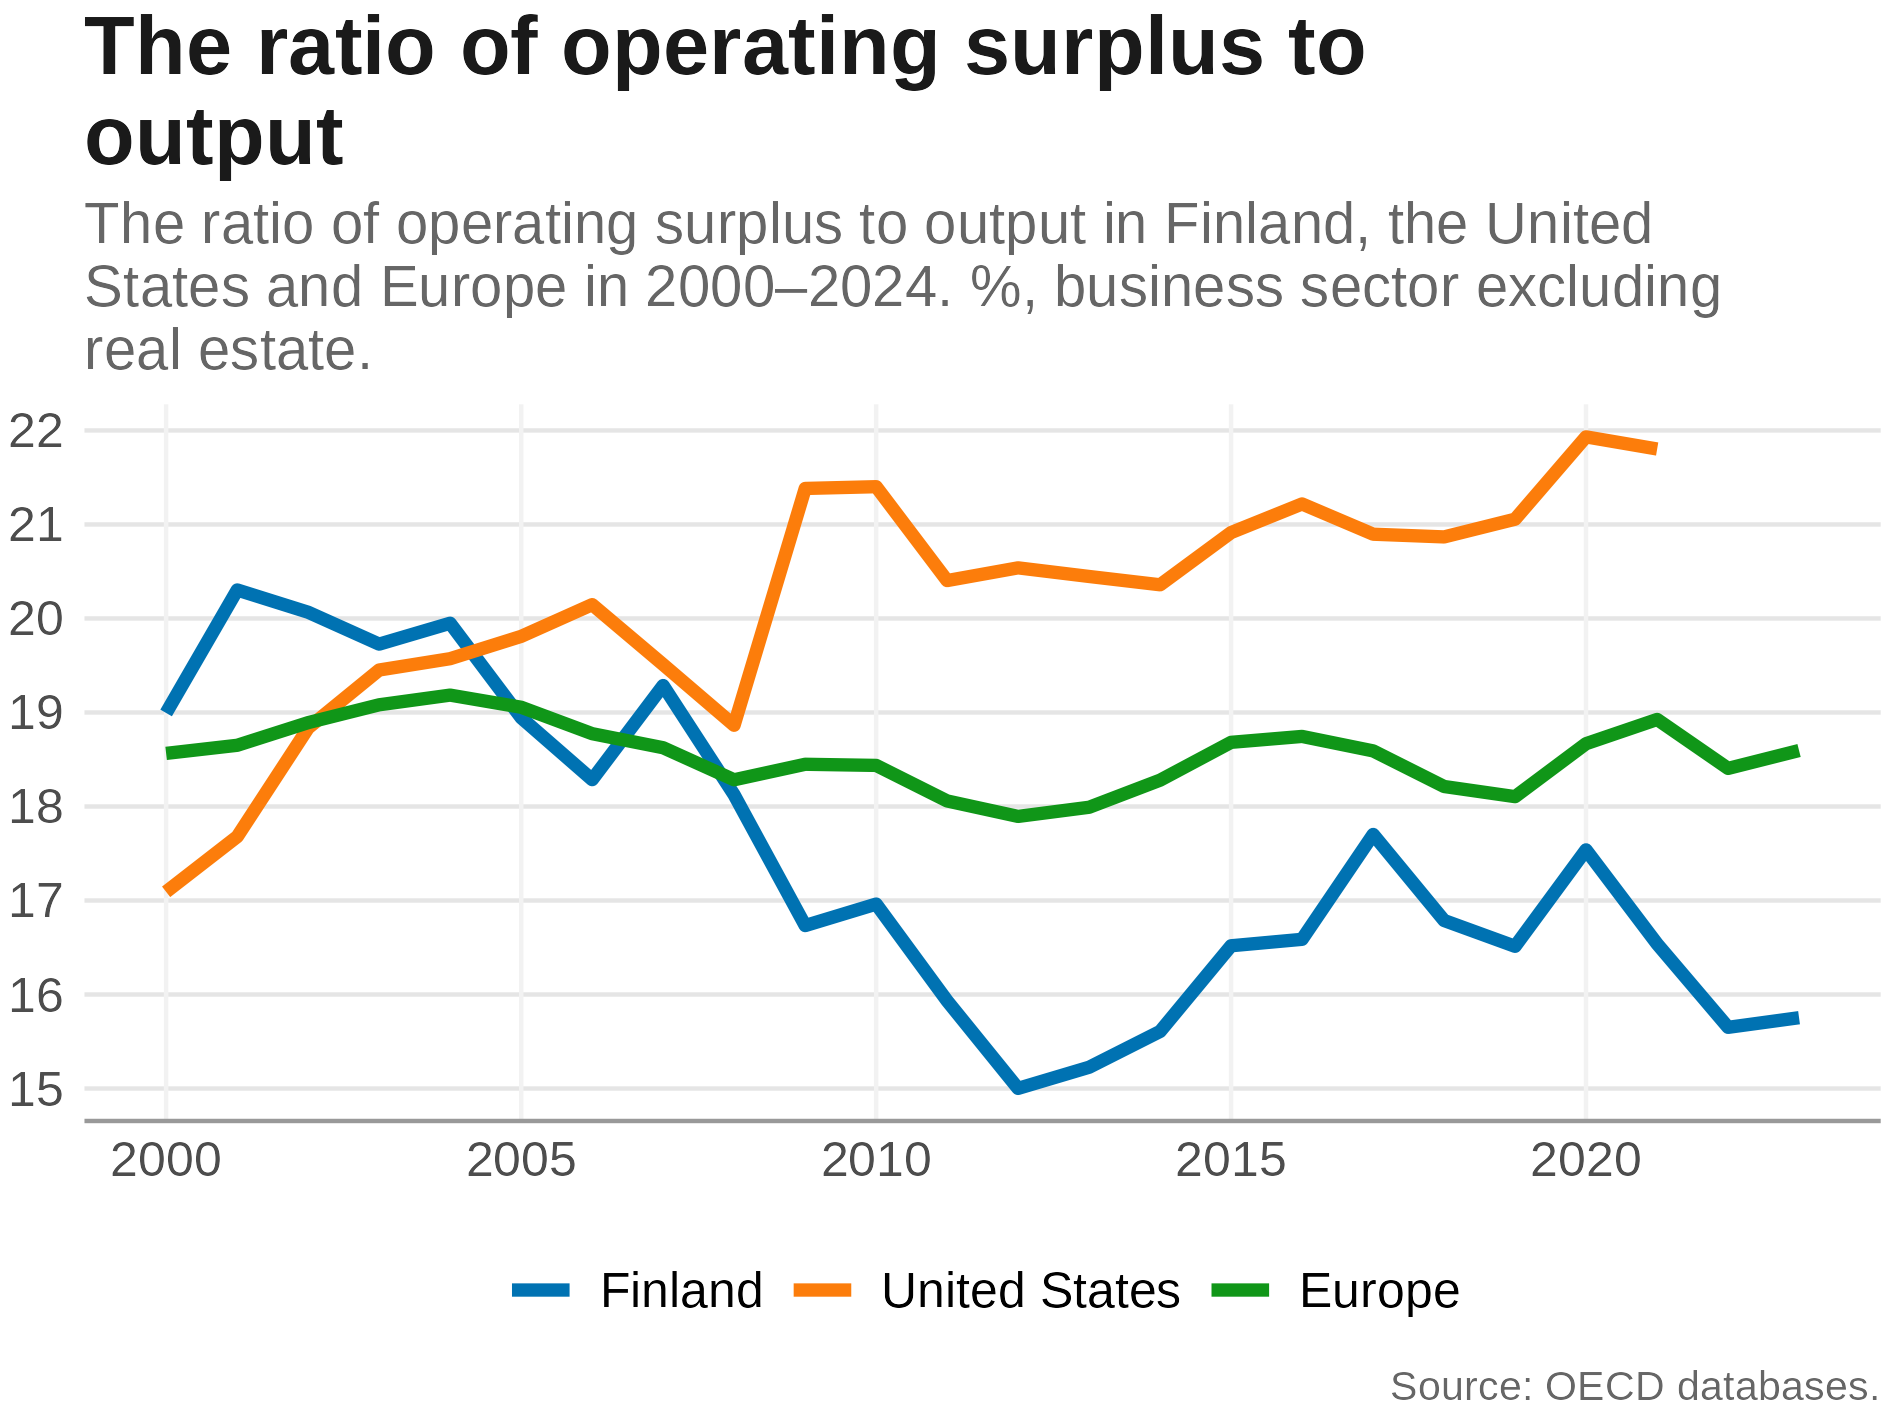 The ratio of operating surplus to
output
The ratio of operating surplus to output in Finland, the United
States and Europe in 2000–2024. %, business sector excluding
real estate.
22
21
20
19
18
17
16
15
2000 2005 2010 2015 2020
Finland United States Europe
Source: OECD databases.